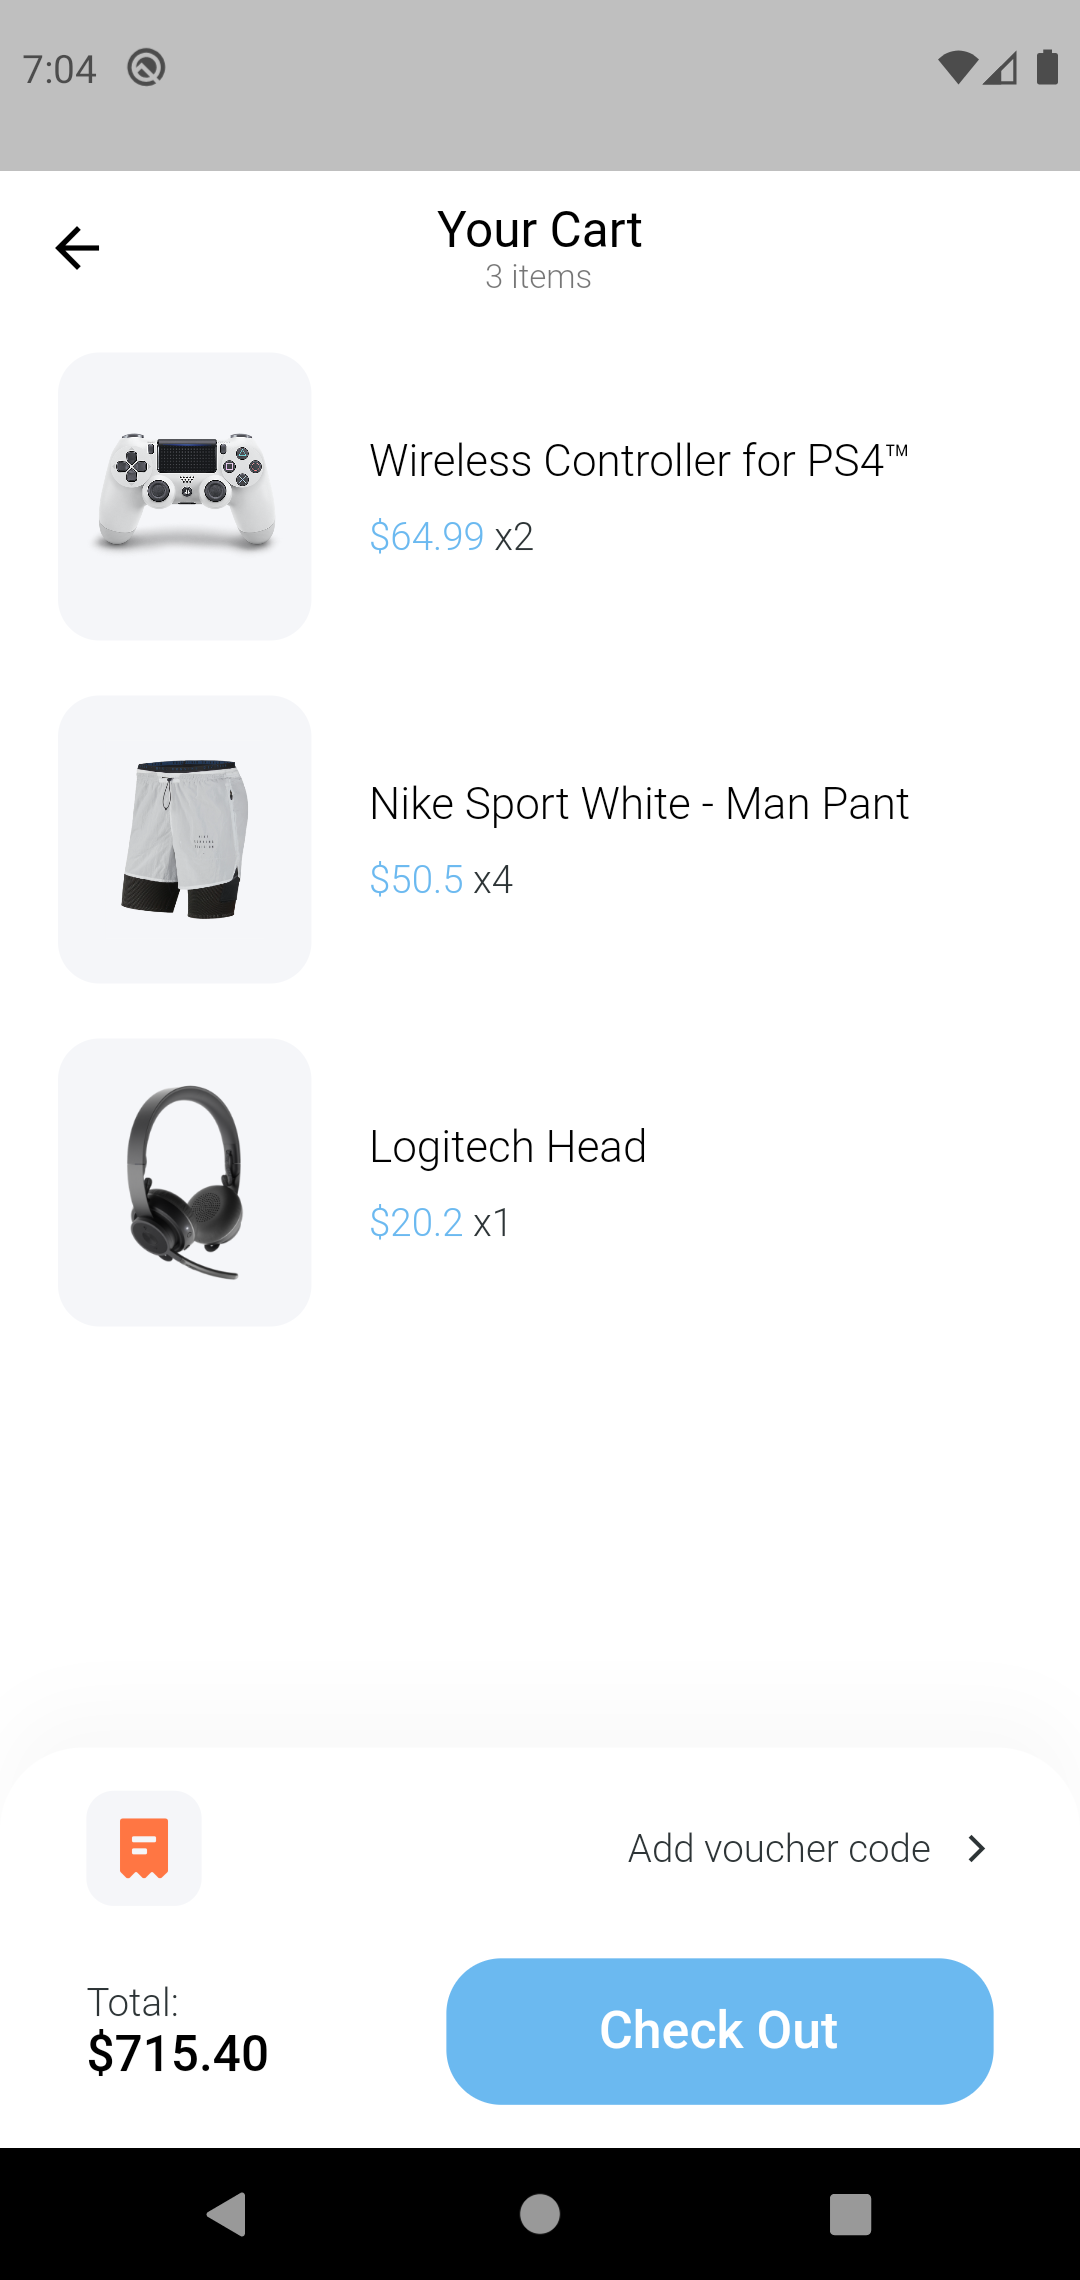 7:04
Your Cart
3 items
Wireless Controller for PS4™
$64.99 x2
Nike Sport White - Man Pant
$50.5 x4
Logitech Head
$20.2 x1
Add voucher code
Total:
$715.40
Check Out